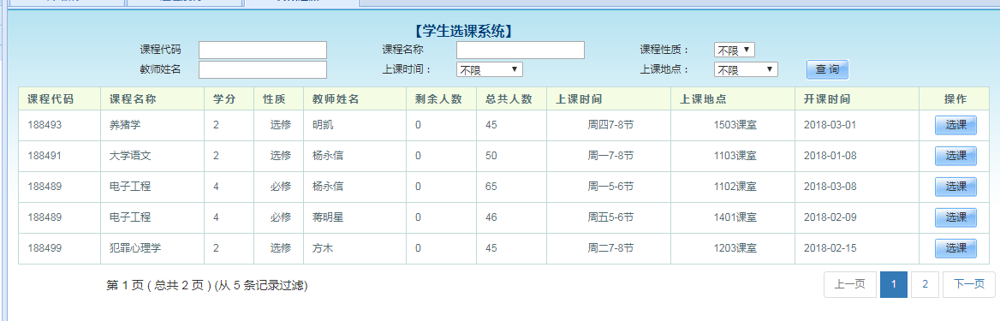 【学生选课系统】
课程代码 课程名称 课程性质： 不限
教师姓名 上课时间： 不限 上课地点： 不限 查 询
课程代码 课程名称 学分 性质 教师姓名 剩余人数 总共人数 上课时间 上课地点 开课时间 操作
188493 养猪学 2 选修 明凯 0 45 周四7-8节 1503课室 2018-03-01 选课
188491 大学语文 2 选修 杨永信 0 50 周一7-8节 1103课室 2018-01-08 选课
188489 电子工程 4 必修 杨永信 0 65 周一5-6节 1102课室 2018-03-08 选课
188489 电子工程 4 必修 蒋明星 0 46 周五5-6节 1401课室 2018-02-09 选课
188499 犯罪心理学 2 选修 方木 0 45 周二7-8节 1203课室 2018-02-15 选课
第 1 页 ( 总共 2 页 ) (从 5 条记录过滤) 上一页 1 2 下一页